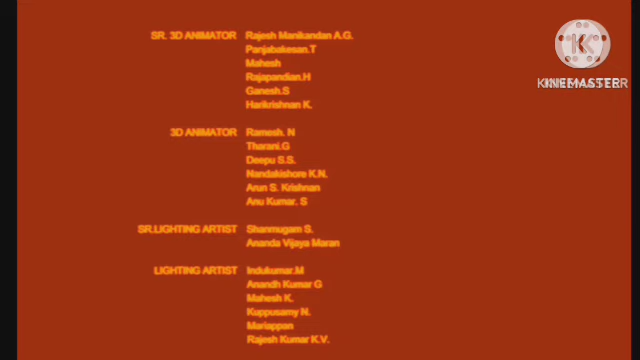 SR. 3D ANIMATOR Rajesh Manikandan A.G.
Panjabakesan.T
Mahesh
Rajapandian.H
Ganesh.S
Harikrishnan K.
3D ANIMATOR Ramesh. N
Tharani.G
Deepu S.S.
Nandakishore K.N.
Arun S. Krishnan
Anu Kumar. S
SR.LIGHTING ARTIST Shanmugam S.
Ananda Vijaya Maran
LIGHTING ARTIST Indukumar.M
Anandh Kumar G
Mahesh K.
Kuppusamy N.
Mariappan
Rajesh Kumar K.V.
KINEMASTER